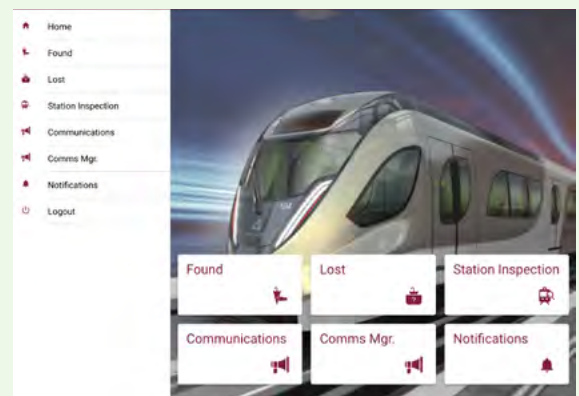 Home
Found
Lost
Station Inspection
Communications
Comms Mgr.
Notifications
Logout
Found
Lost
Station Inspection
Communications
Comms Mgr.
Notifications